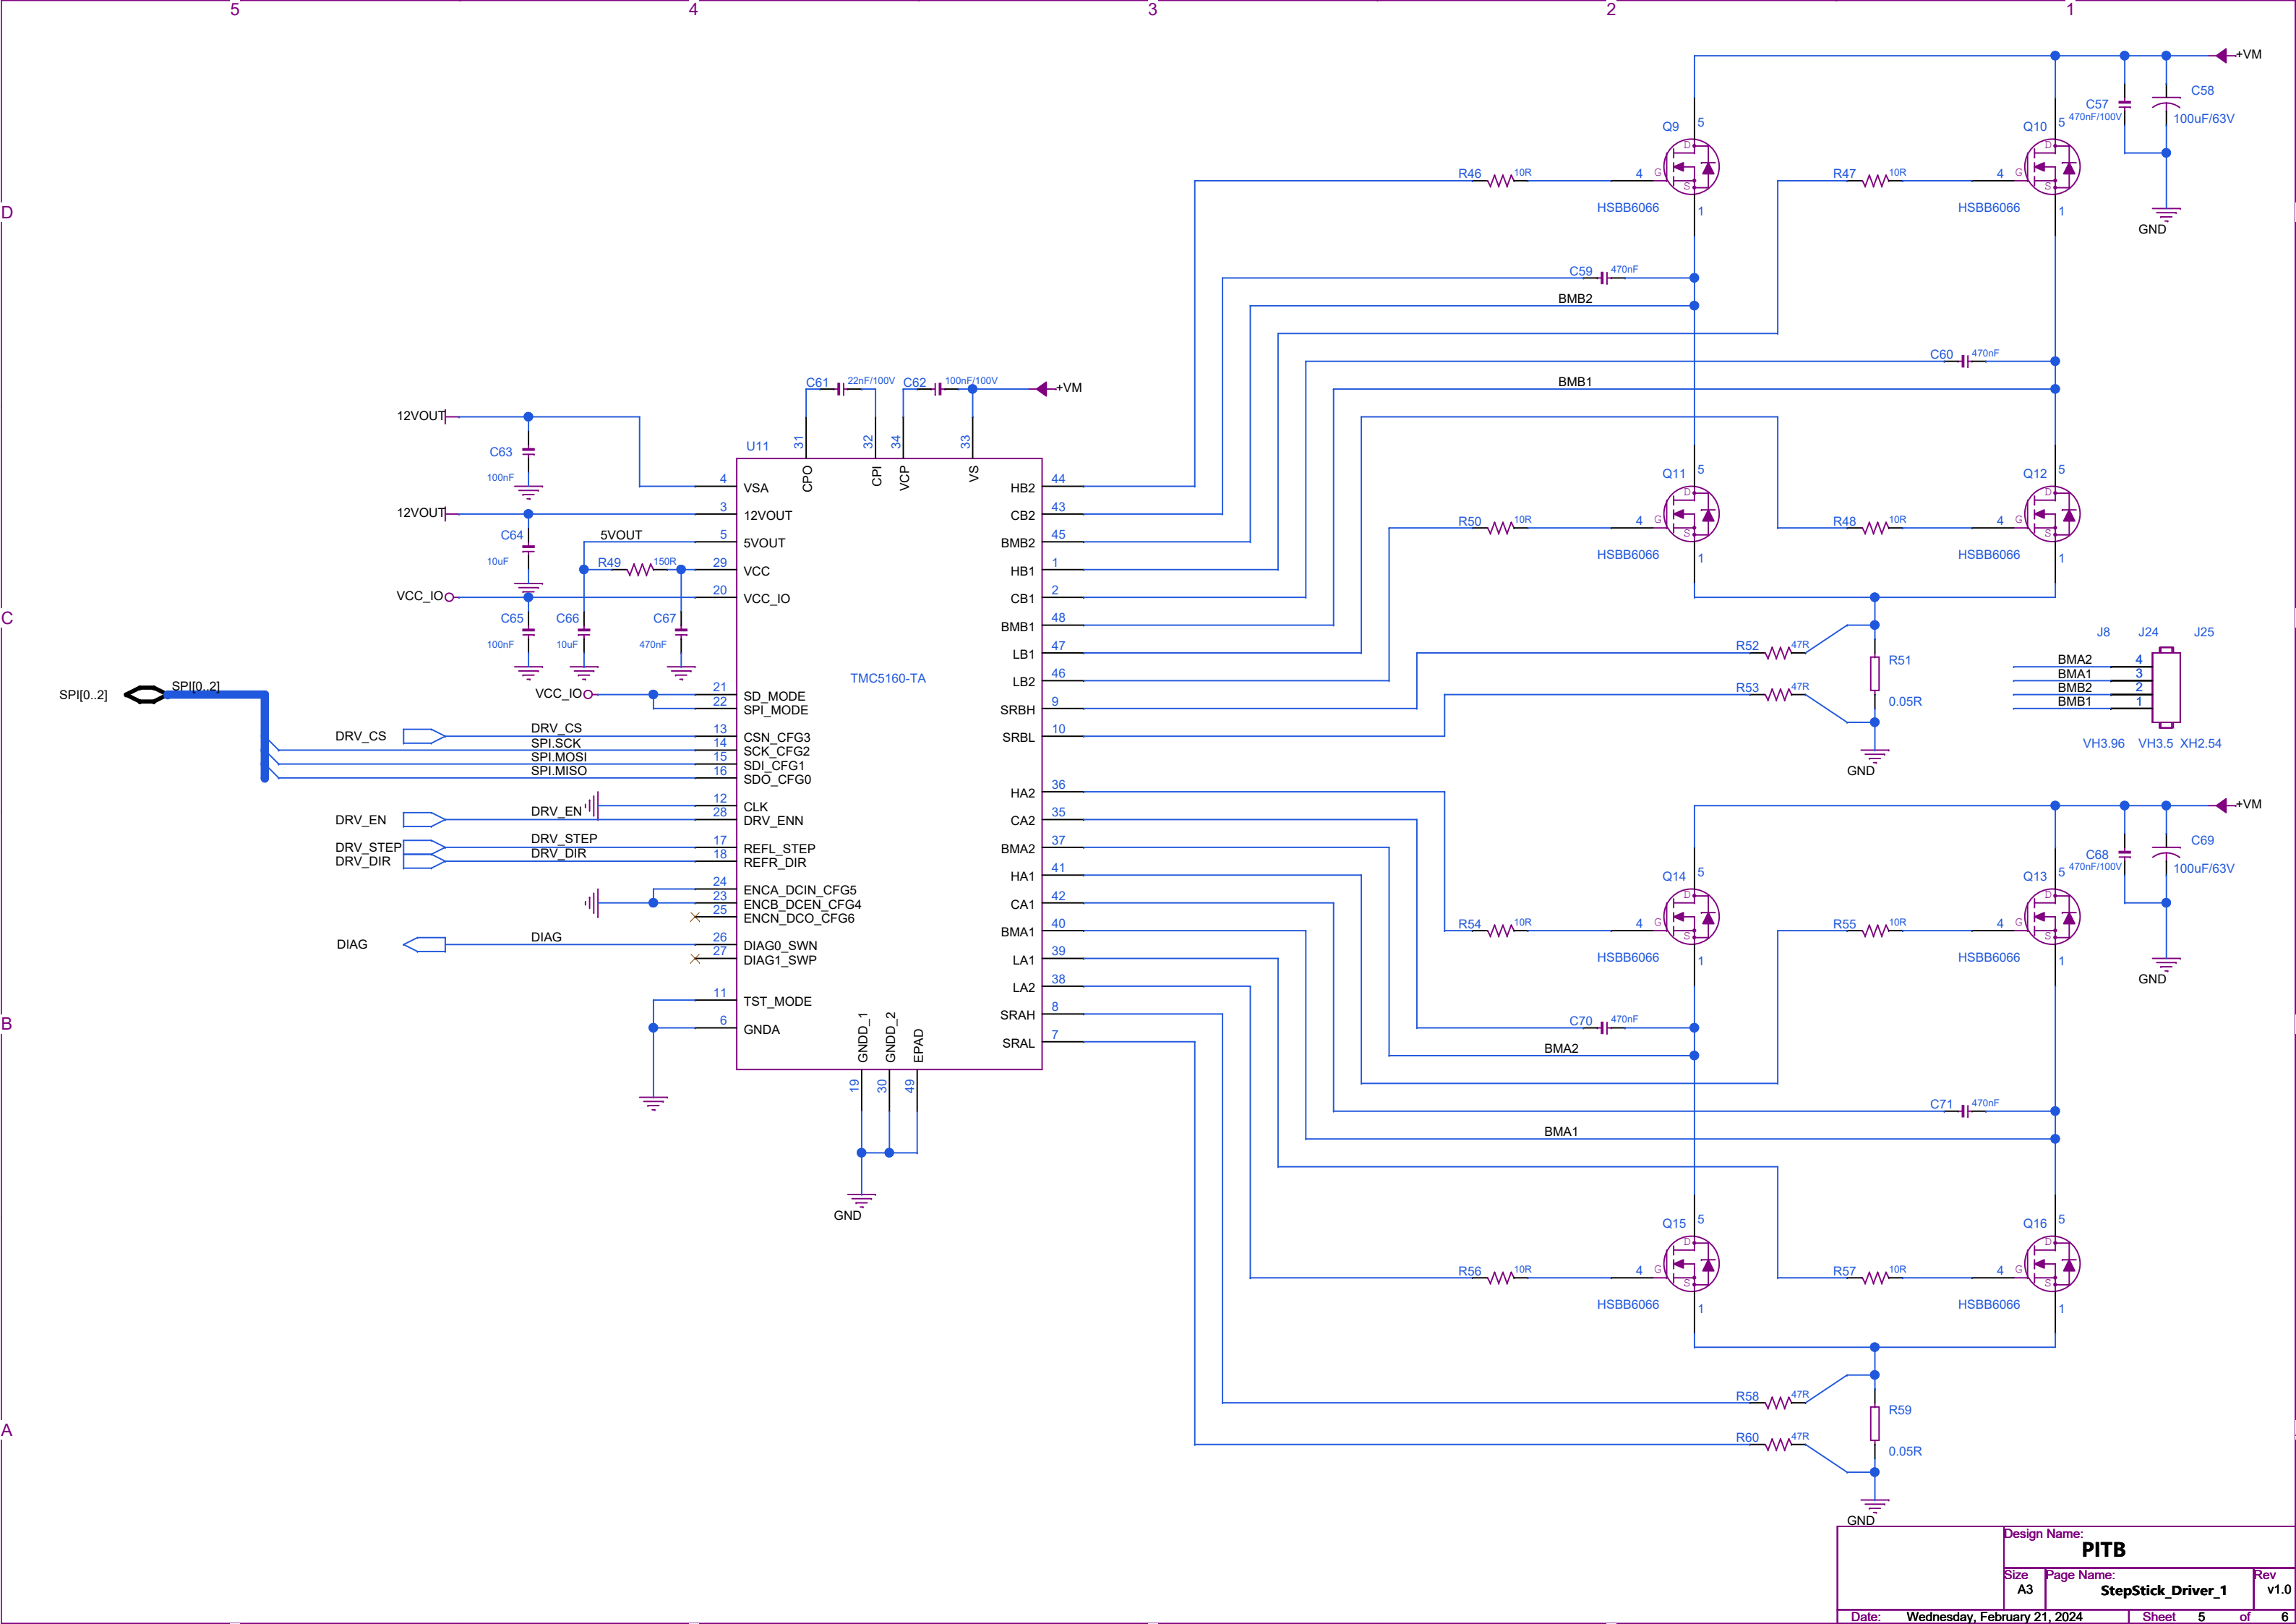 5 4 3 2 1
D
C
B
A
+VM
C57
470nF/100V
C58
100uF/63V
GND
Q9
5
D
G
S
4
1
HSBB6066
R46 10R
Q10
5
D
G
S
4
1
HSBB6066
R47 10R
C59 470nF
BMB2
C60 470nF
BMB1
Q11
5
D
G
S
4
1
HSBB6066
R50 10R
Q12
5
D
G
S
4
1
HSBB6066
R48 10R
R52 47R
R53 47R
R51
0.05R
GND
J8 J24 J25
BMA2 4
BMA1 3
BMB2 2
BMB1 1
VH3.96 VH3.5 XH2.54
C61 22nF/100V
C62 100nF/100V
+VM
12VOUT
C63
100nF
12VOUT
C64
10uF
5VOUT
R49 150R
VCC_IO
C65
100nF
C66
10uF
C67
470nF
U11
TMC5160-TA
31 CPO
32 CPI
34 VCP
33 VS
4 VSA
3 12VOUT
5 5VOUT
29 VCC
20 VCC_IO
VCC_IO
21 SD_MODE
22 SPI_MODE
SPI[0..2] SPI[0..2]
DRV_CS DRV_CS 13 CSN_CFG3
SPI.SCK 14 SCK_CFG2
SPI.MOSI 15 SDI_CFG1
SPI.MISO 16 SDO_CFG0
12 CLK
DRV_EN DRV_EN 28 DRV_ENN
DRV_STEP DRV_STEP 17 REFL_STEP
DRV_DIR DRV_DIR 18 REFR_DIR
24 ENCA_DCIN_CFG5
23 ENCB_DCEN_CFG4
25 ENCN_DCO_CFG6
DIAG DIAG 26 DIAG0_SWN
27 DIAG1_SWP
11 TST_MODE
6 GNDA
19 GNDD_1
30 GNDD_2
49 EPAD
GND
HB2 44
CB2 43
BMB2 45
HB1 1
CB1 2
BMB1 48
LB1 47
LB2 46
SRBH 9
SRBL 10
HA2 36
CA2 35
BMA2 37
HA1 41
CA1 42
BMA1 40
LA1 39
LA2 38
SRAH 8
SRAL 7
+VM
C68
470nF/100V
C69
100uF/63V
GND
Q14
5
D
G
S
4
1
HSBB6066
R54 10R
Q13
5
D
G
S
4
1
HSBB6066
R55 10R
C70 470nF
BMA2
C71 470nF
BMA1
Q15
5
D
G
S
4
1
HSBB6066
R56 10R
Q16
5
D
G
S
4
1
HSBB6066
R57 10R
R58 47R
R60 47R
R59
0.05R
GND
Design Name:
PITB
Size
A3
Page Name:
StepStick_Driver_1
Rev
v1.0
Date: Wednesday, February 21, 2024 Sheet 5 of 6